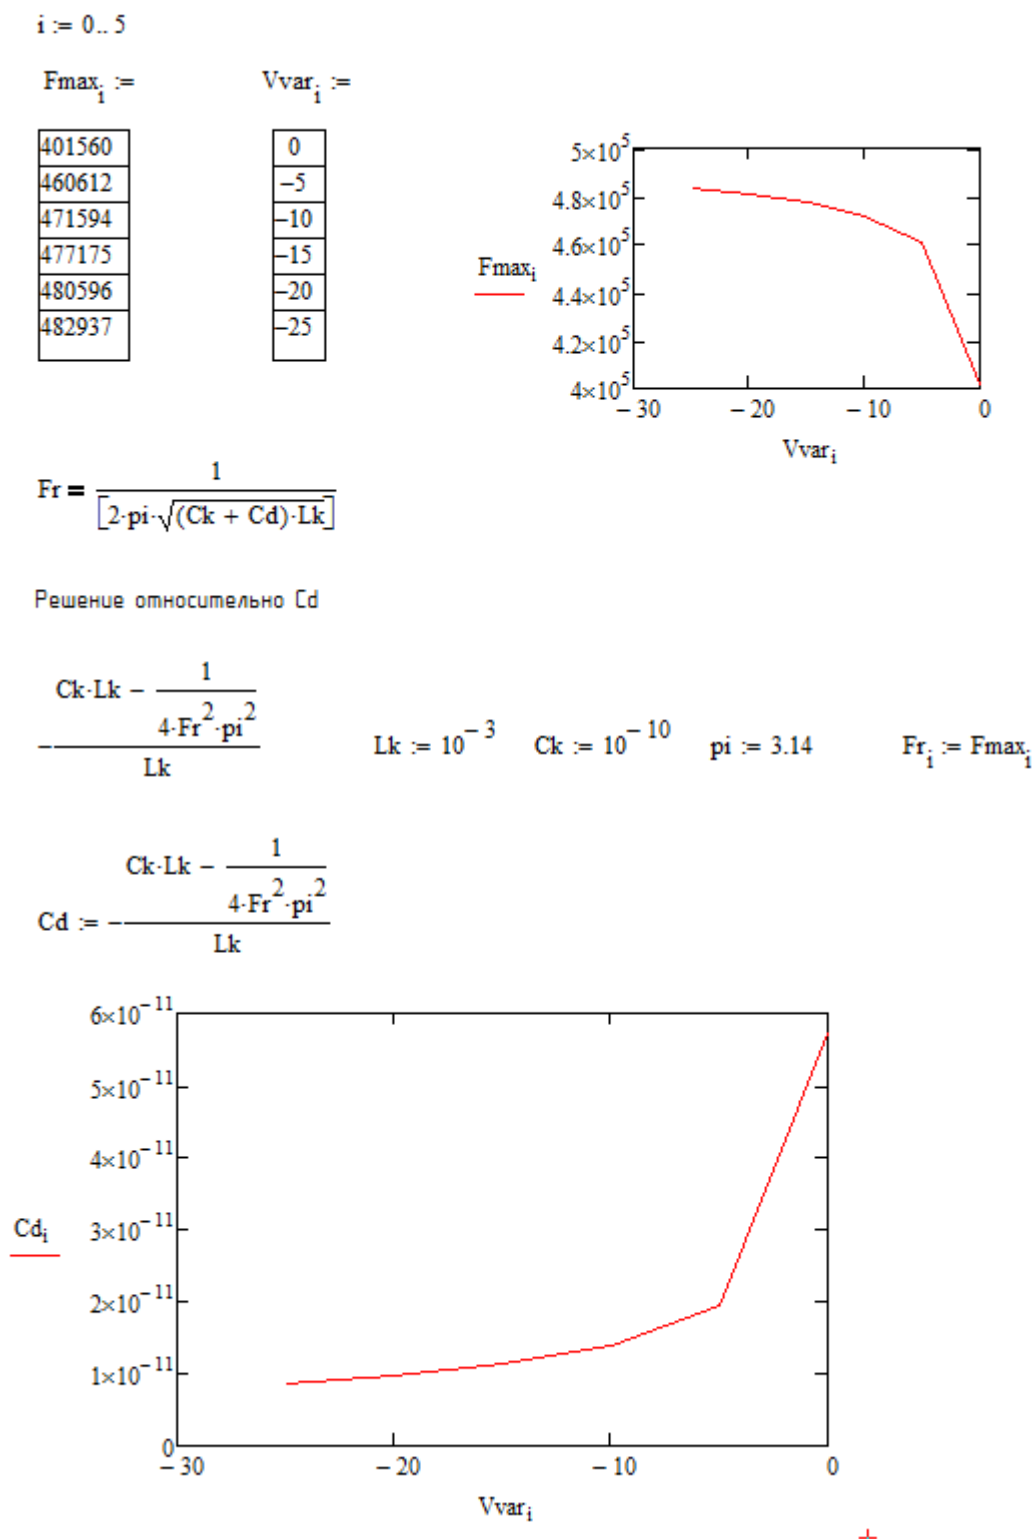 i := 0.. 5
Fmax_i := Vvar_i :=
401560 0
460612 −5
471594 −10
477175 −15
480596 −20
482937 −25
5×10^5
4.8×10^5
4.6×10^5
4.4×10^5
4.2×10^5
4×10^5
Fmax_i
−30 −20 −10 0
Vvar_i
Fr = 1 / [2·pi·√((Ck + Cd)·Lk)]
Решение относительно Cd
−(Ck·Lk − 1 / (4·Fr^2·pi^2)) / Lk Lk := 10^−3 Ck := 10^−10 pi := 3.14 Fr_i := Fmax_i
Cd := −(Ck·Lk − 1 / (4·Fr^2·pi^2)) / Lk
6×10^−11
5×10^−11
4×10^−11
3×10^−11
2×10^−11
1×10^−11
0
Cd_i
−30 −20 −10 0
Vvar_i